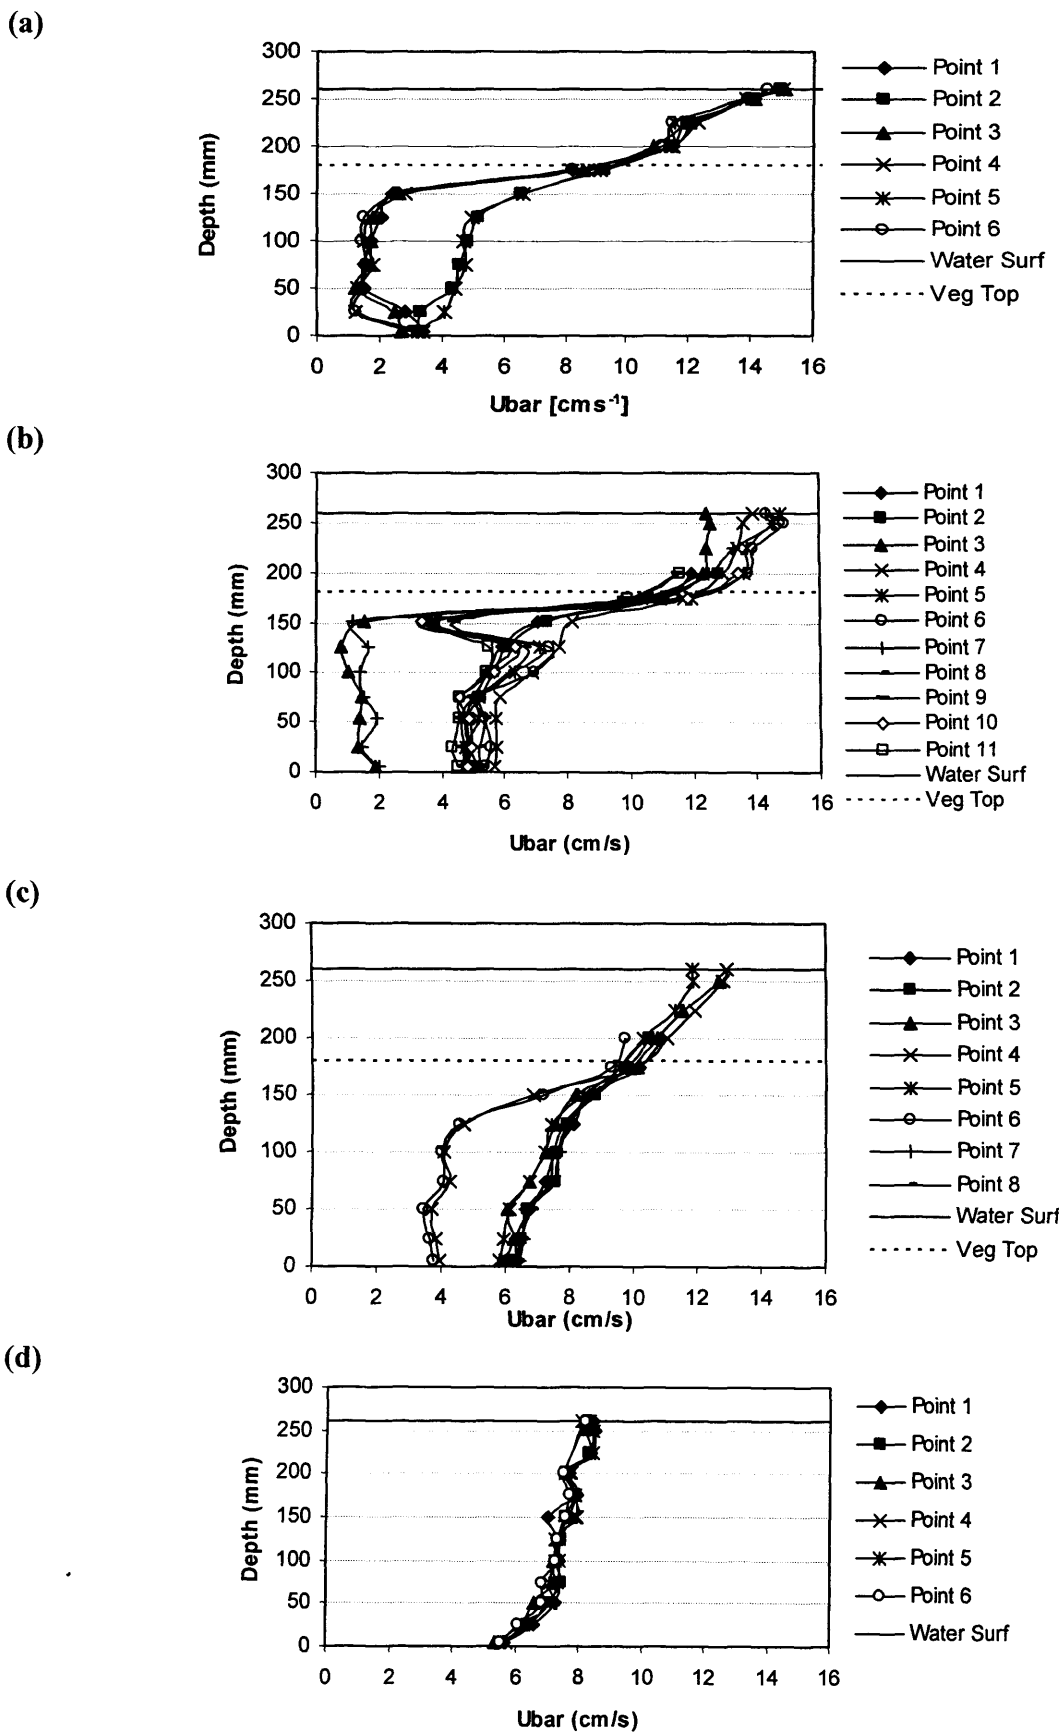 (a)
300
250
200
150
100
50
0
Depth (mm)
0 2 4 6 8 10 12 14 16
Ubar [cm s⁻¹]
Point 1
Point 2
Point 3
Point 4
Point 5
Point 6
Water Surf
Veg Top
(b)
300
250
200
150
100
50
0
Depth (mm)
0 2 4 6 8 10 12 14 16
Ubar (cm/s)
Point 1
Point 2
Point 3
Point 4
Point 5
Point 6
Point 7
Point 8
Point 9
Point 10
Point 11
Water Surf
Veg Top
(c)
300
250
200
150
100
50
0
Depth (mm)
0 2 4 6 8 10 12 14 16
Ubar (cm/s)
Point 1
Point 2
Point 3
Point 4
Point 5
Point 6
Point 7
Point 8
Water Surf
Veg Top
(d)
300
250
200
150
100
50
0
Depth (mm)
0 2 4 6 8 10 12 14 16
Ubar (cm/s)
Point 1
Point 2
Point 3
Point 4
Point 5
Point 6
Water Surf